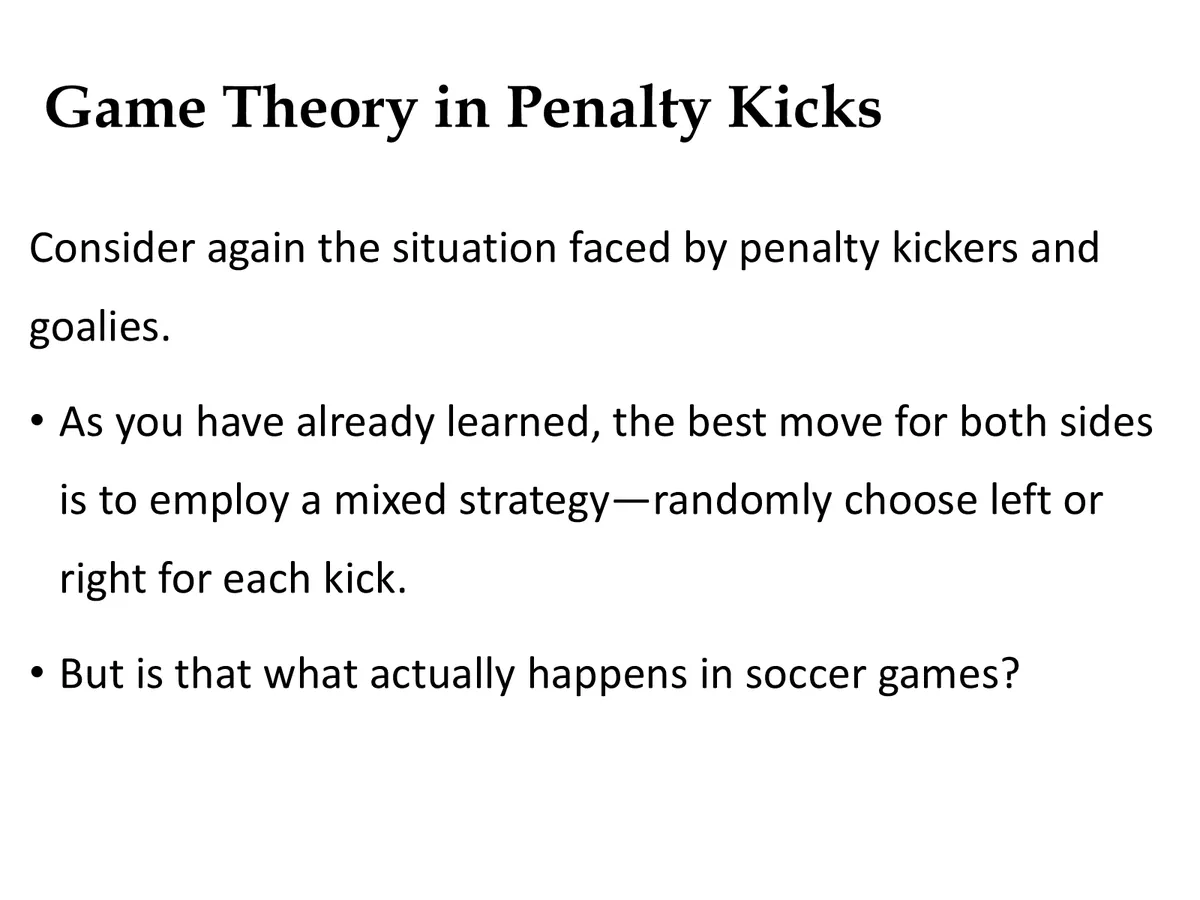 Game Theory in Penalty Kicks
Consider again the situation faced by penalty kickers and
goalies.
• As you have already learned, the best move for both sides
is to employ a mixed strategy—randomly choose left or
right for each kick.
• But is that what actually happens in soccer games?